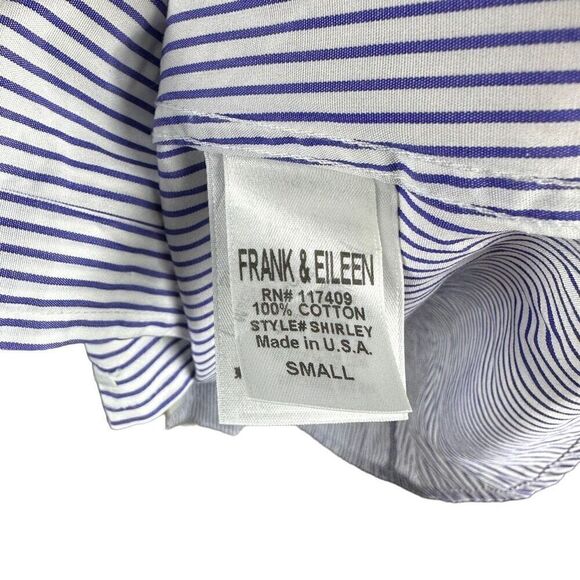 FRANK & EILEEN
RN# 117409
100% COTTON
STYLE# SHIRLEY
Made in U.S.A.
SMALL